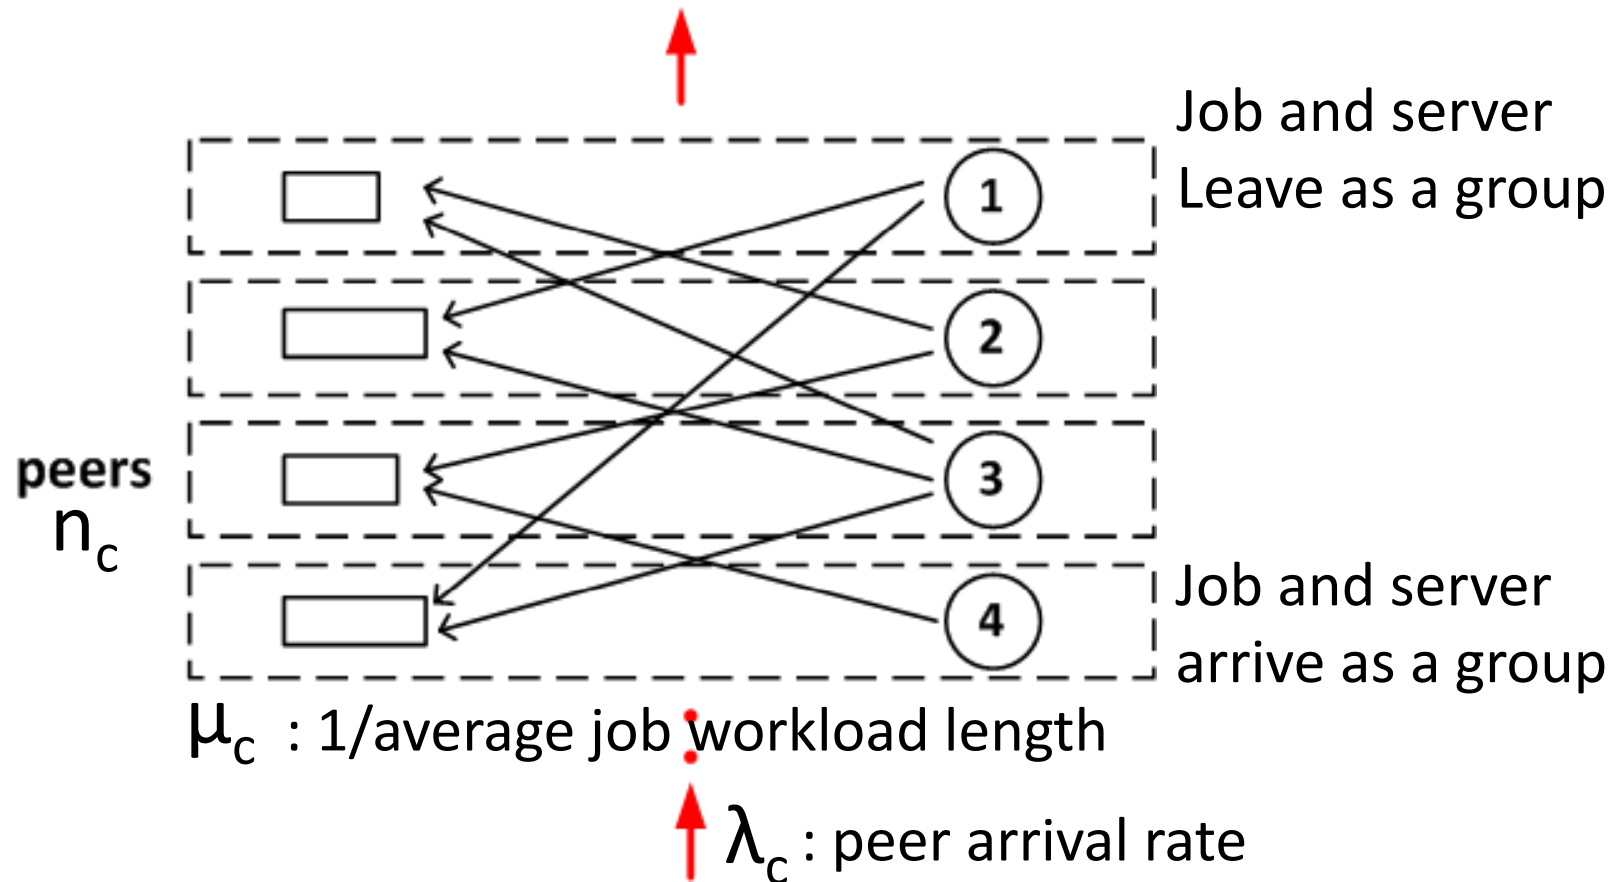 Job and server
Leave as a group
1
2
3
4
peers
n_c
Job and server
arrive as a group
μ_c : 1/average job workload length
λ_c : peer arrival rate